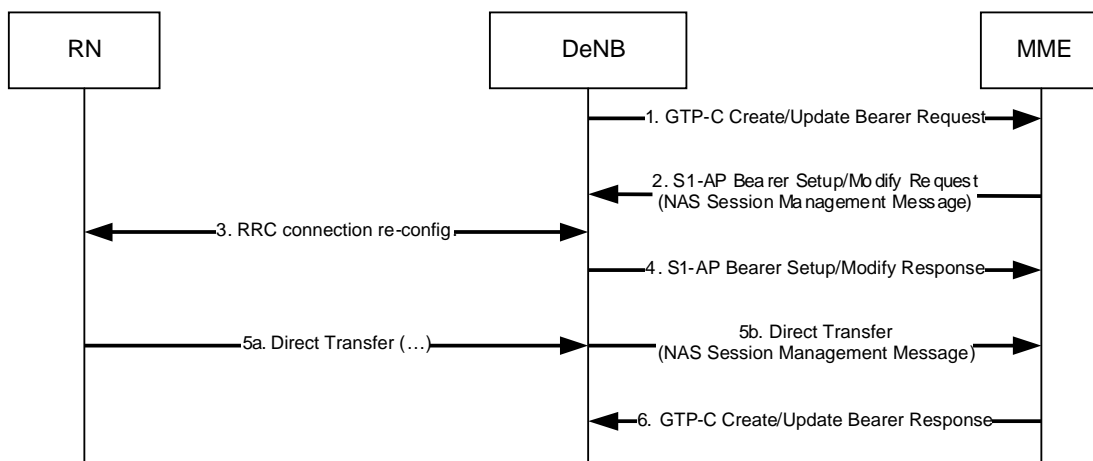 RN
DeNB
MME
1. GTP-C Create/Update Bearer Request
2. S1-AP Bearer Setup/Modify Request
(NAS Session Management Message)
3. RRC connection re-config.
4. S1-AP Bearer Setup/Modify Response
5a. Direct Transfer (…)
5b. Direct Transfer
(NAS Session Management Message)
6. GTP-C Create/Update Bearer Response